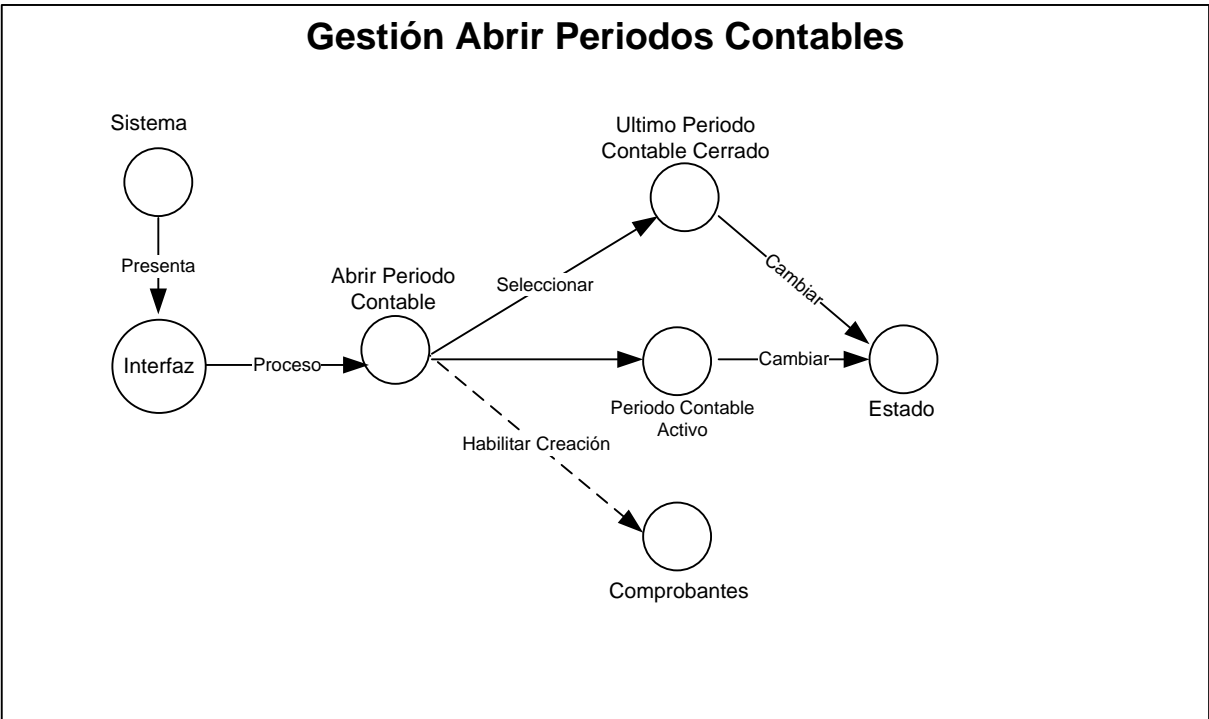 Gestión Abrir Periodos Contables
Sistema
Ultimo Periodo
Contable Cerrado
Presenta
Abrir Periodo
Contable
Seleccionar
Cambiar
Interfaz
Proceso
Cambiar
Periodo Contable
Activo
Estado
Habilitar Creación
Comprobantes